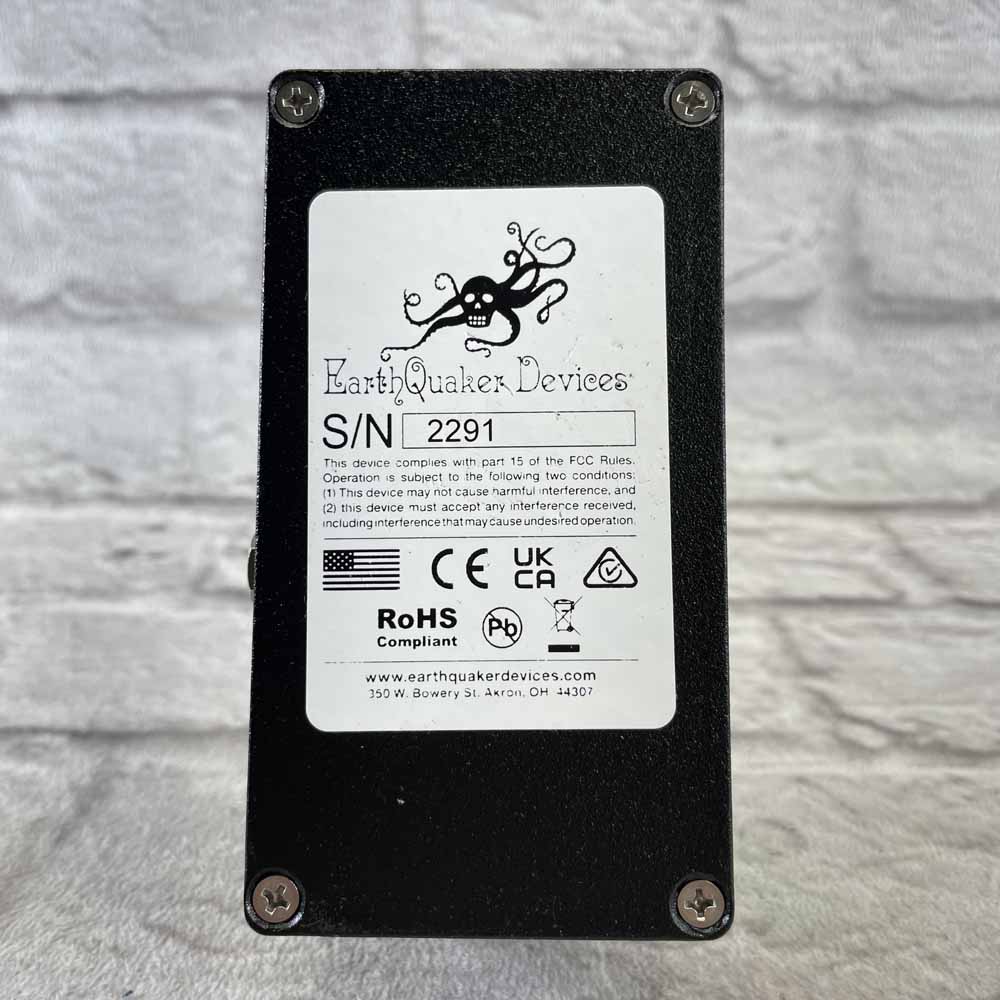 EarthQuaker Devices
S/N 2291
This device complies with part 15 of the FCC Rules.
Operation is subject to the following two conditions:
(1) This device may not cause harmful interference, and
(2) this device must accept any interference received,
including interference that may cause undesired operation.
CE UK
CA
RoHS
Compliant
Pb
www.earthquakerdevices.com
350 W. Bowery St. Akron, OH 44307